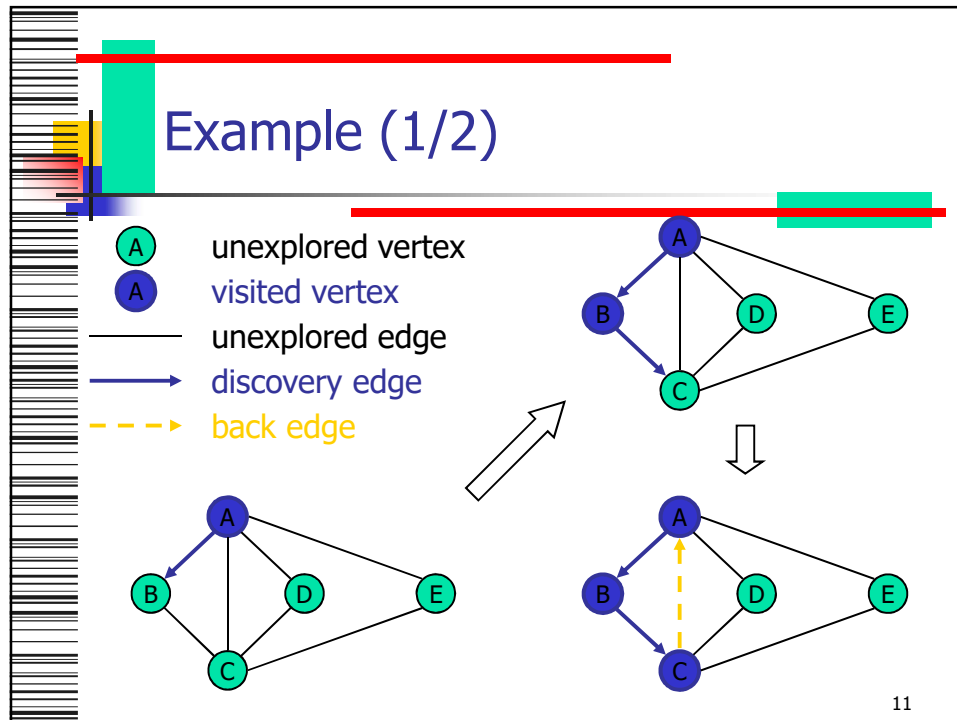 Example (1/2)
A unexplored vertex
A visited vertex
unexplored edge
discovery edge
back edge
A
B D E
C
A
B D E
C
A
B D E
C
11